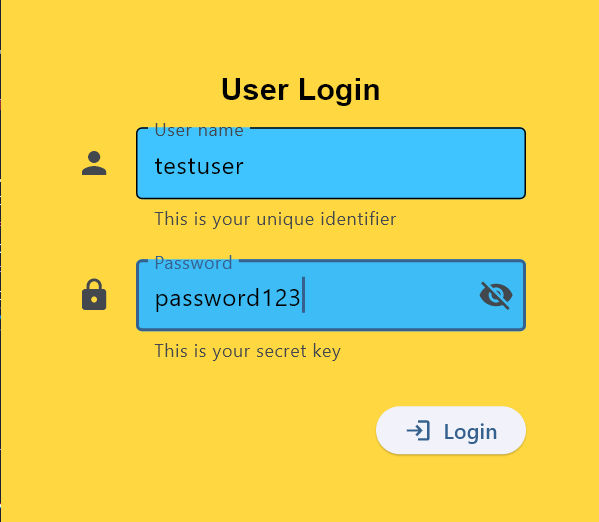 User Login
User name
testuser
This is your unique identifier
Password
password123
This is your secret key
Login